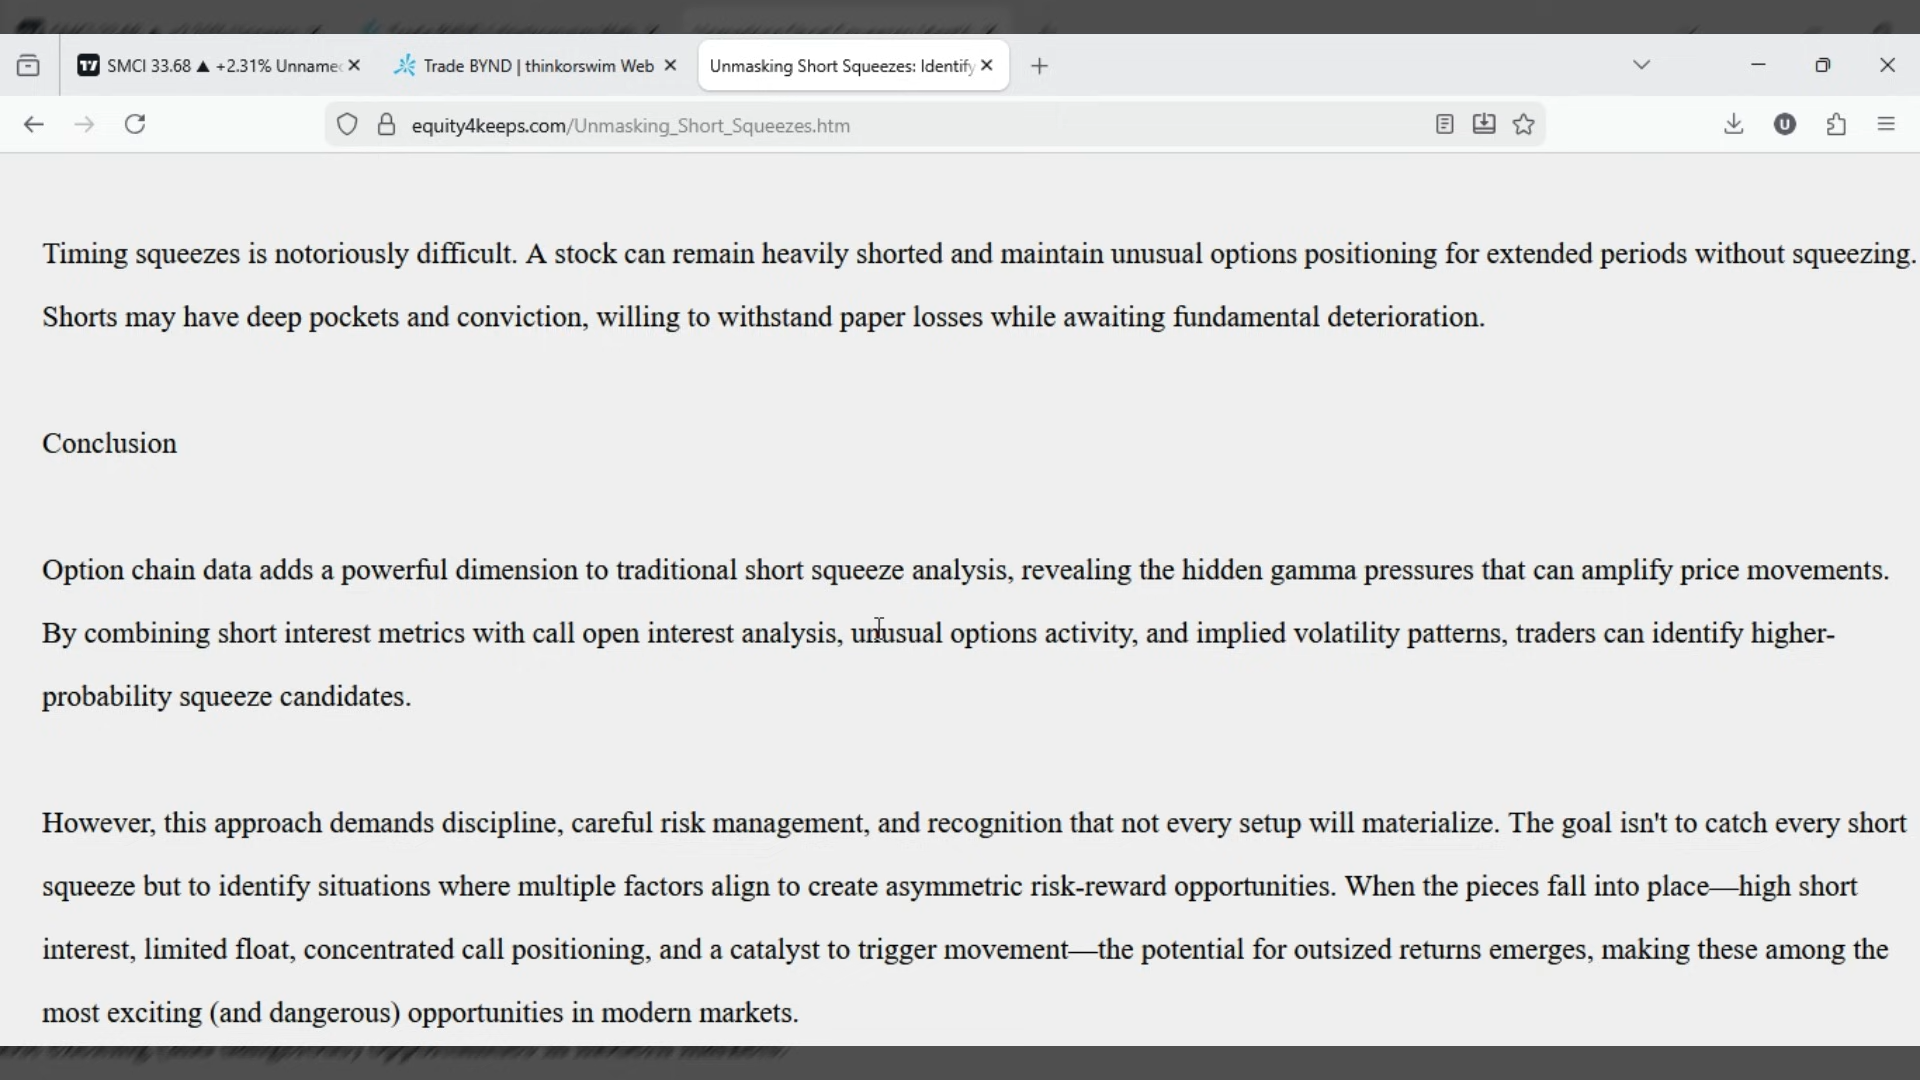 SMCI 33.68 ▲ +2.31% Unname
Trade BYND | thinkorswim Web
Unmasking Short Squeezes: Identify
equity4keeps.com/Unmasking_Short_Squeezes.htm
U
Timing squeezes is notoriously difficult. A stock can remain heavily shorted and maintain unusual options positioning for extended periods without squeezing.
Shorts may have deep pockets and conviction, willing to withstand paper losses while awaiting fundamental deterioration.
Conclusion
Option chain data adds a powerful dimension to traditional short squeeze analysis, revealing the hidden gamma pressures that can amplify price movements.
By combining short interest metrics with call open interest analysis, unusual options activity, and implied volatility patterns, traders can identify higher-
probability squeeze candidates.
However, this approach demands discipline, careful risk management, and recognition that not every setup will materialize. The goal isn't to catch every short
squeeze but to identify situations where multiple factors align to create asymmetric risk-reward opportunities. When the pieces fall into place—high short
interest, limited float, concentrated call positioning, and a catalyst to trigger movement—the potential for outsized returns emerges, making these among the
most exciting (and dangerous) opportunities in modern markets.